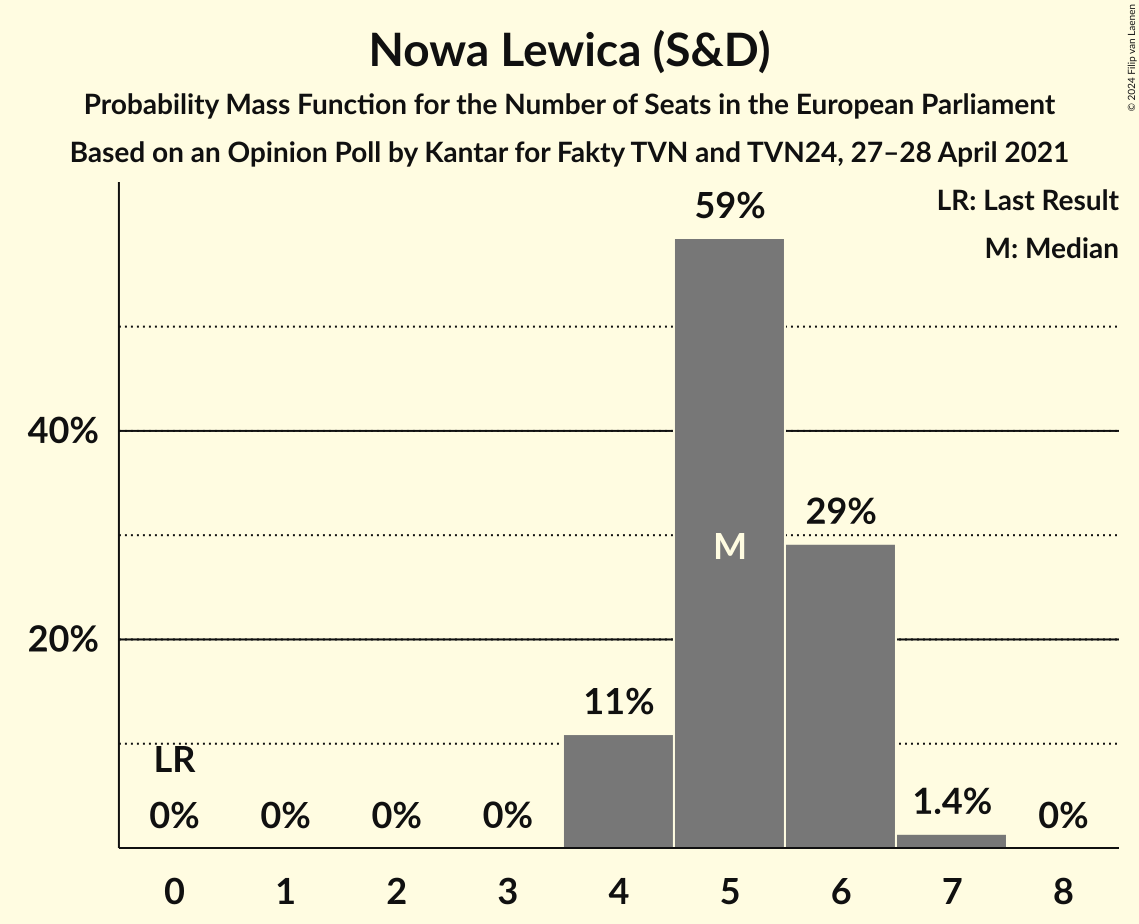 Nowa Lewica (S&D)
Probability Mass Function for the Number of Seats in the European Parliament
Based on an Opinion Poll by Kantar for Fakty TVN and TVN24, 27–28 April 2021
© 2024 Filip van Laenen
LR: Last Result
M: Median
59%
40%
29%
M
20%
11%
LR
0% 0% 0% 0% 1.4% 0%
0 1 2 3 4 5 6 7 8